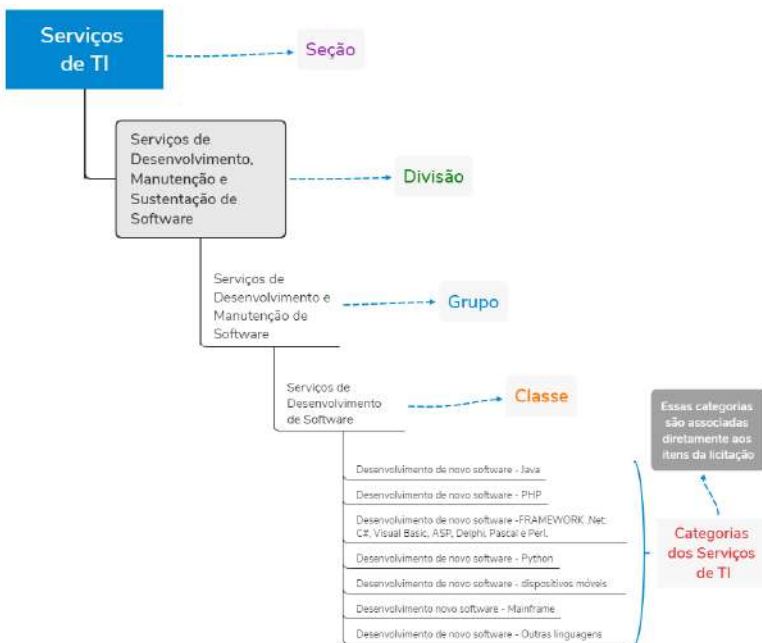 Serviços
de TI
Seção
Serviços de
Desenvolvimento,
Manutenção e
Sustentação de
Software
Divisão
Serviços de
Desenvolvimento e
Manutenção de
Software
Grupo
Serviços de
Desenvolvimento
de Software
Classe
Essas categorias
são associadas
diretamente aos
itens da licitação
Desenvolvimento de novo software - Java
Desenvolvimento de novo software - PHP
Desenvolvimento de novo software -FRAMEWORK .Net:
C#, Visual Basic, ASP, Delphi, Pascal e Perl.
Desenvolvimento de novo software - Python
Desenvolvimento de novo software - dispositivos móveis
Desenvolvimento novo software - Mainframe
Desenvolvimento de novo software - Outras linguagens
Categorias
dos Serviços
de TI